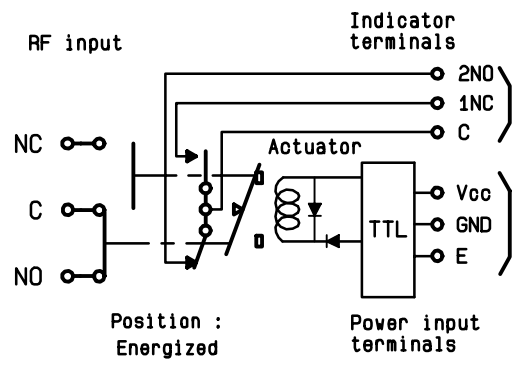 Indicator
terminals
RF input
2NO
1NC
C
NC
Actuator
C
Vcc
GND
E
TTL
NO
Position :
Energized
Power input
terminals